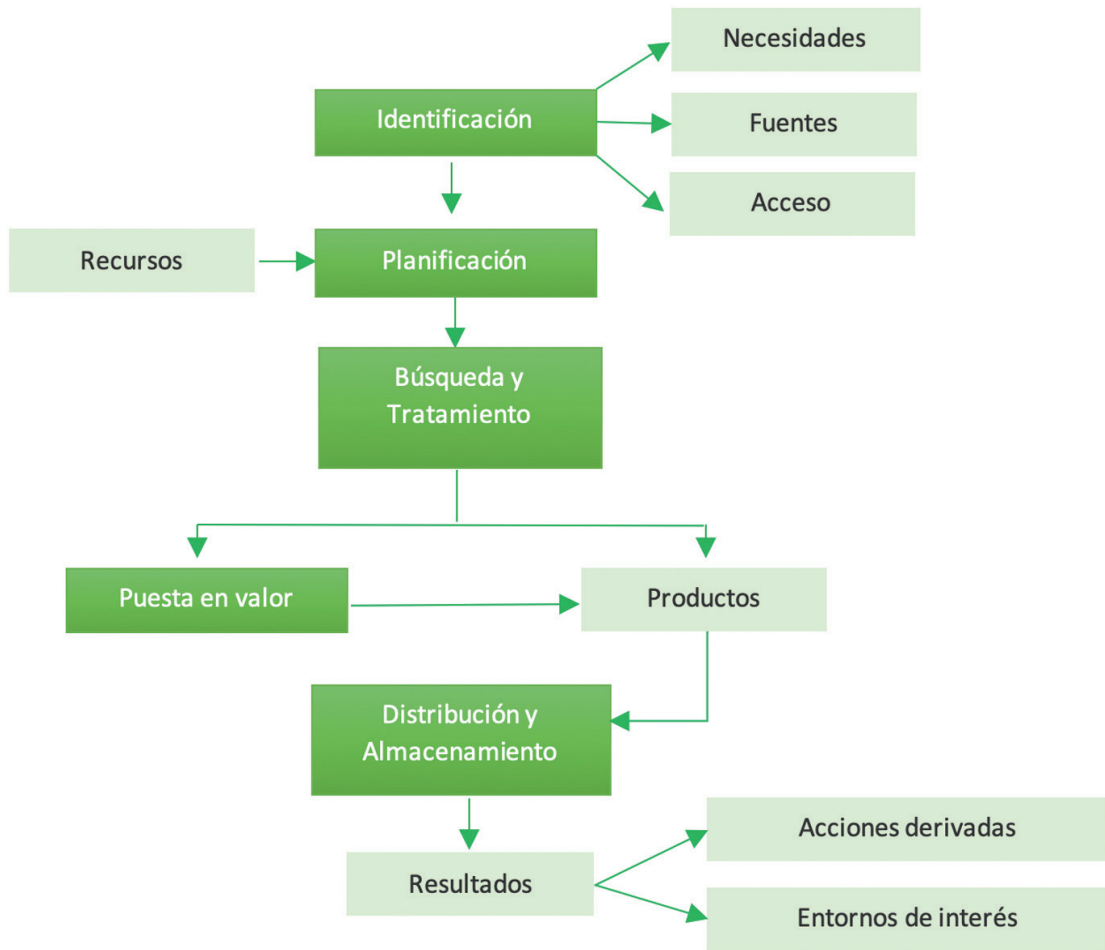 Necesidades
Identificación
Fuentes
Acceso
Recursos
Planificación
Búsqueda y
Tratamiento
Puesta en valor
Productos
Distribución y
Almacenamiento
Acciones derivadas
Resultados
Entornos de interés